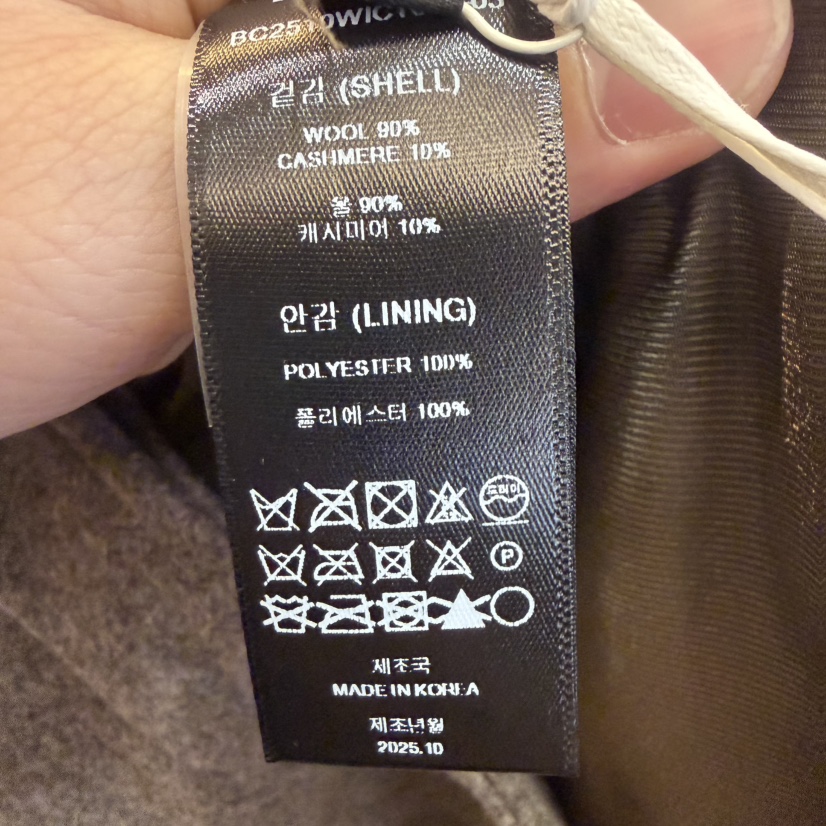 겉감 (SHELL)
WOOL 90%
CASHMERE 10%
울 90%
캐시미어 10%
안감 (LINING)
POLYESTER 100%
폴리에스터 100%
드라이
P
제조국
MADE IN KOREA
제조년월
2025.10